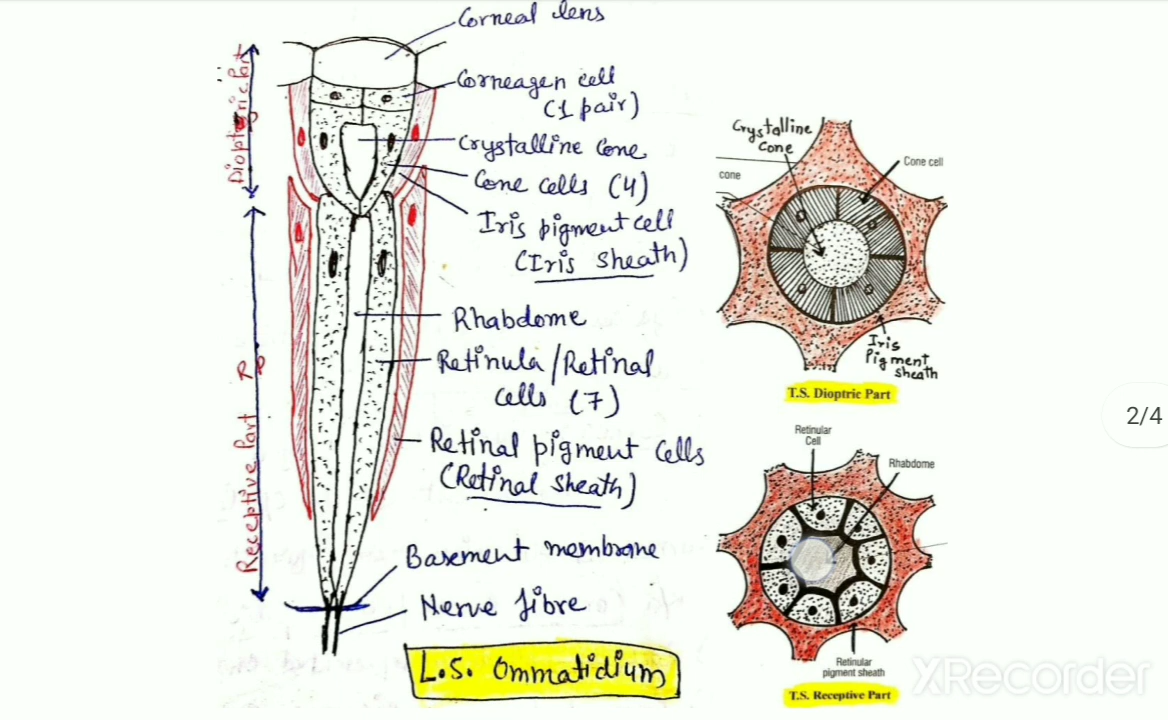 Corneal lens
Corneagen cell
(1 pair)
Crystalline Cone
Cone cells (4)
Iris pigment cell
(Iris sheath)
Rhabdome
Retinula/Retinal
cells (7)
Retinal pigment Cells
(Retinal sheath)
Basement membrane
Nerve fibre
L.S. Ommatidium
Dioptoric Part
Receptive Part
Rp
Crystalline
Cone
cone
Cone cell
Iris
Pigment
sheath
T.S. Dioptric Part
Retinular
Cell
Rhabdome
Retinular
pigment sheath
T.S. Receptive Part
2/4
XRecorder